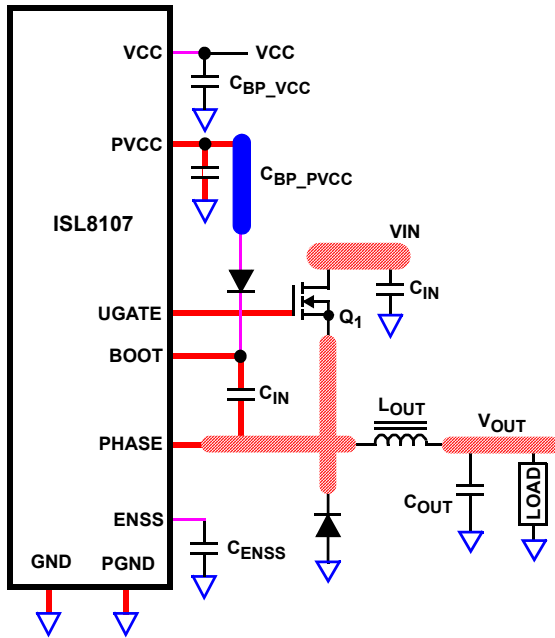 VCC
VCC
CBP_VCC
PVCC
CBP_PVCC
ISL8107
VIN
CIN
UGATE
Q1
BOOT
CIN
LOUT
VOUT
PHASE
COUT
LOAD
ENSS
CENSS
GND
PGND